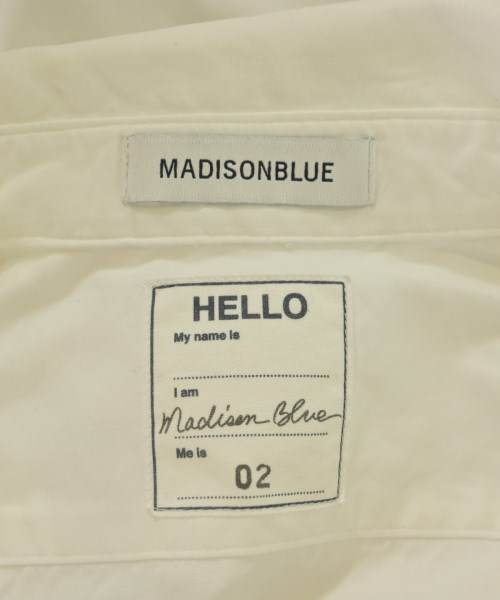 MADISONBLUE
HELLO
My name is
I am
Madison Blue
Me is
02